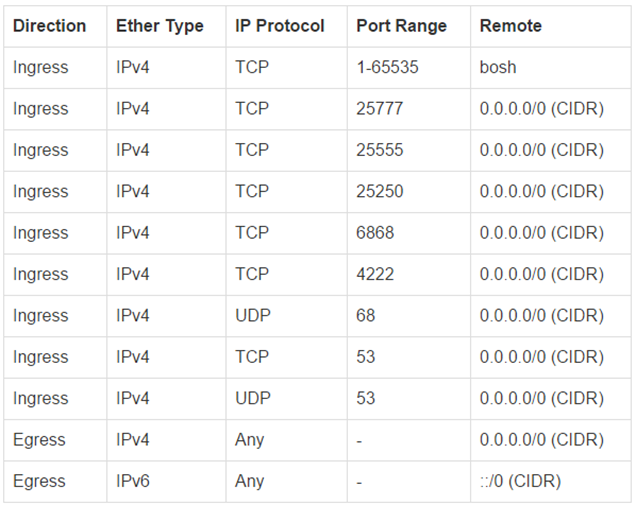 Direction Ether Type IP Protocol Port Range Remote
Ingress IPv4 TCP 1-65535 bosh
Ingress IPv4 TCP 25777 0.0.0.0/0 (CIDR)
Ingress IPv4 TCP 25555 0.0.0.0/0 (CIDR)
Ingress IPv4 TCP 25250 0.0.0.0/0 (CIDR)
Ingress IPv4 TCP 6868 0.0.0.0/0 (CIDR)
Ingress IPv4 TCP 4222 0.0.0.0/0 (CIDR)
Ingress IPv4 UDP 68 0.0.0.0/0 (CIDR)
Ingress IPv4 TCP 53 0.0.0.0/0 (CIDR)
Ingress IPv4 UDP 53 0.0.0.0/0 (CIDR)
Egress IPv4 Any - 0.0.0.0/0 (CIDR)
Egress IPv6 Any - ::/0 (CIDR)